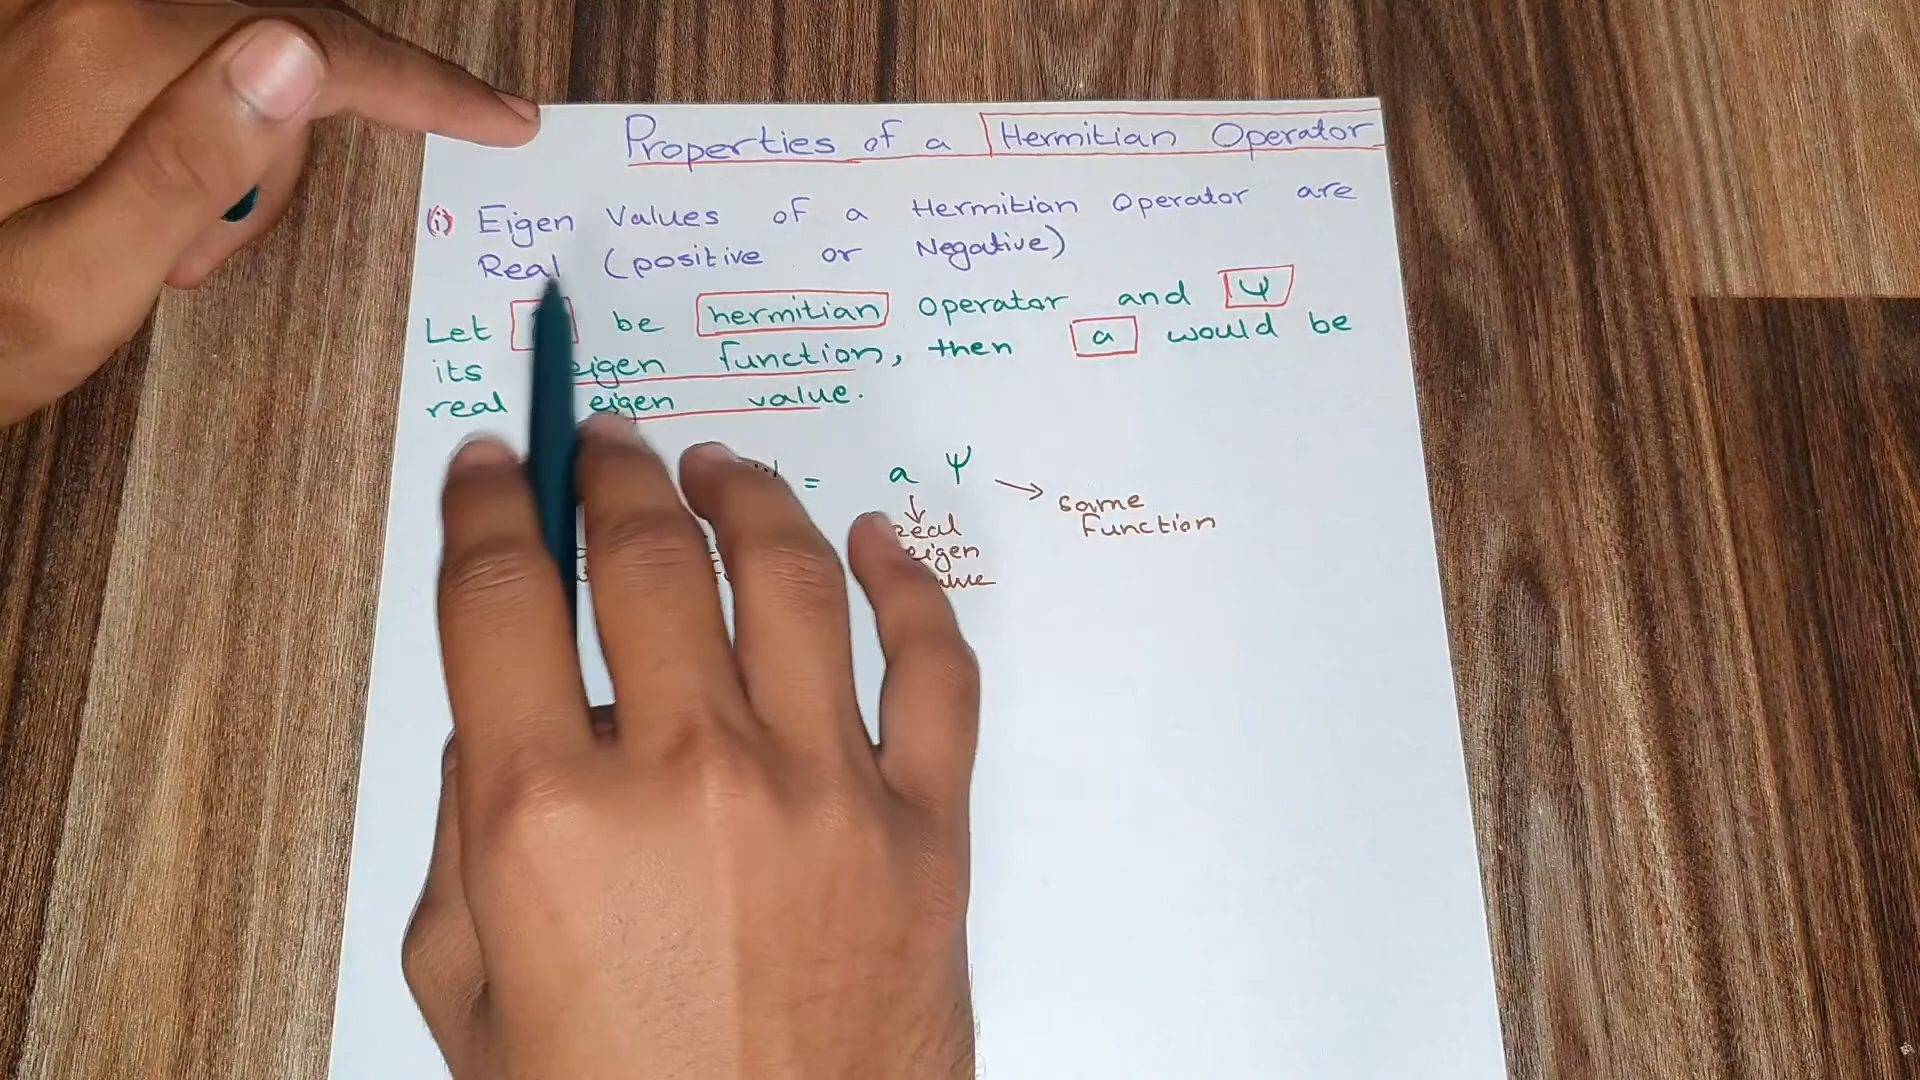 Properties of a Hermitian Operator
(i) Eigen Values of a Hermitian Operator are
Real (positive or Negative)
Let be hermitian operator and Ψ
its eigen function, then a would be
real eigen value.
= a Ψ → same
function
↓
real
eigen